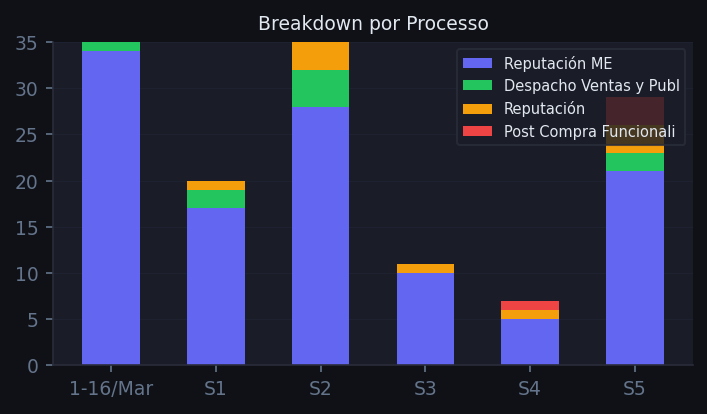 Breakdown por Processo
35
30
25
20
15
10
5
0
Reputación ME
Despacho Ventas y Publ
Reputación
Post Compra Funcionali
1-16/Mar
S1
S2
S3
S4
S5